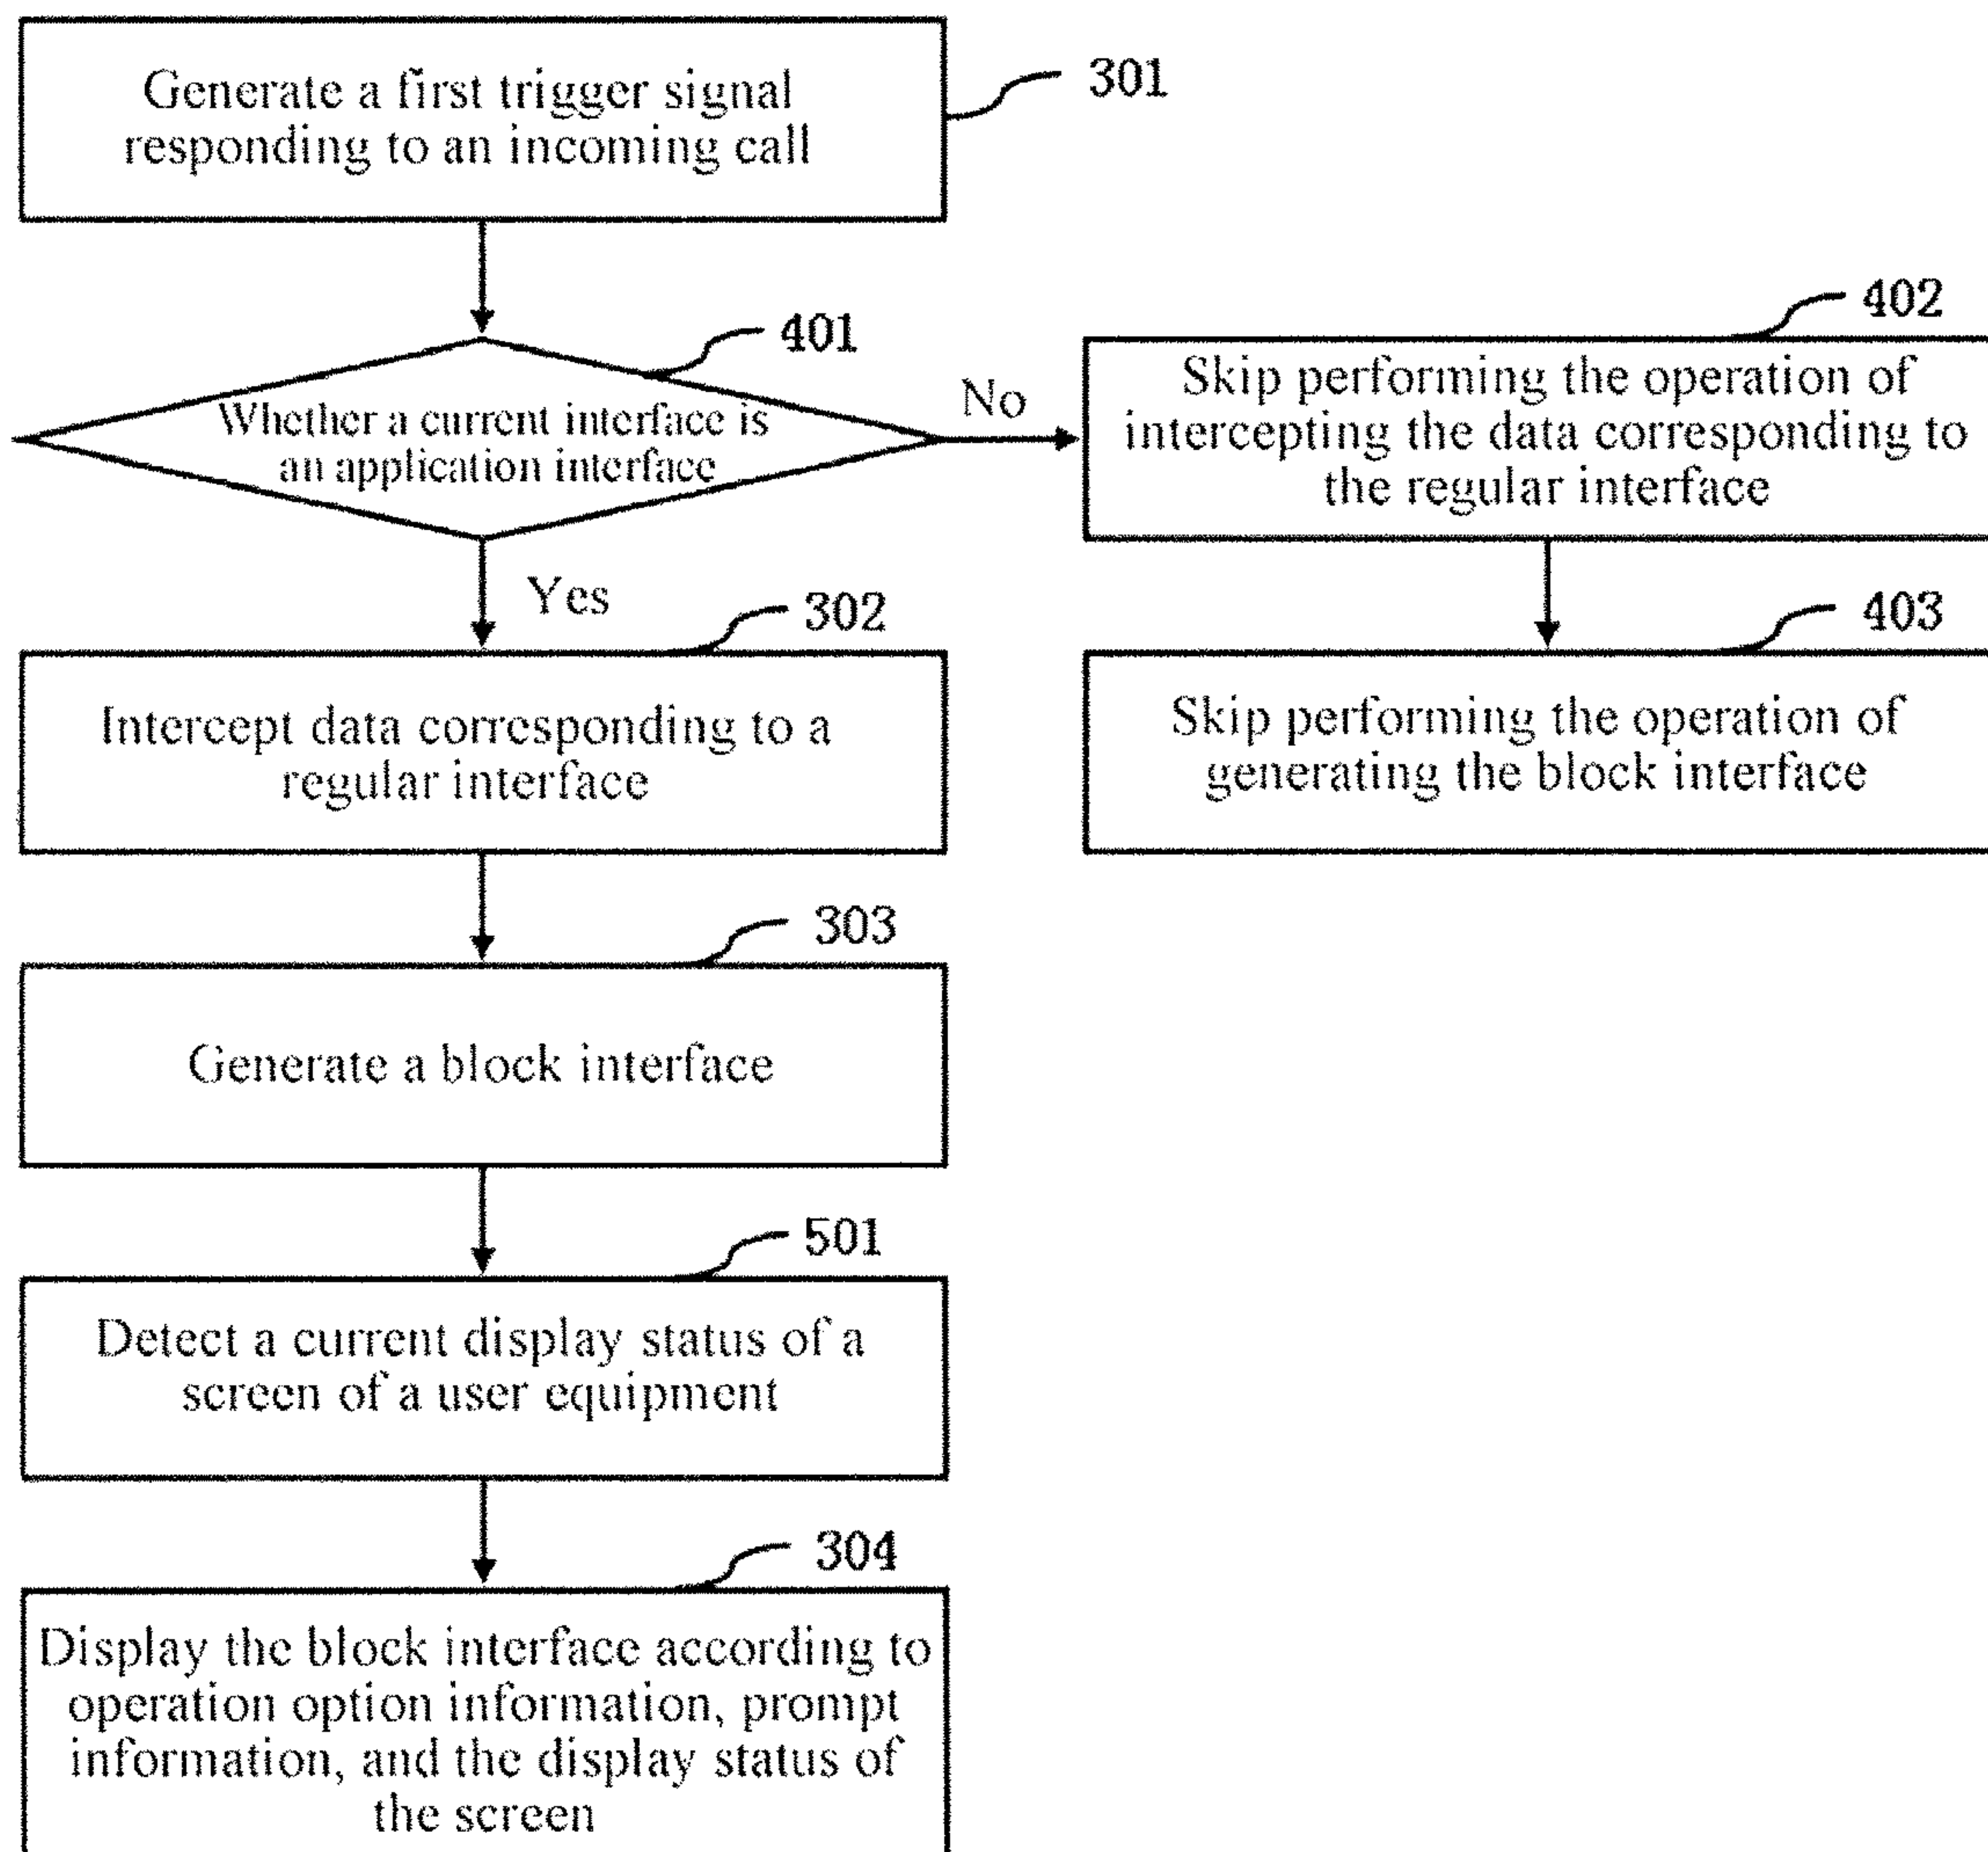 Generate a first trigger signal
responding to an incoming call
301
401
Whether a current interface is
an application interface
No
402
Skip performing the operation of
intercepting the data corresponding to
the regular interface
Yes
302
Intercept data corresponding to a
regular interface
403
Skip performing the operation of
generating the block interface
303
Generate a block interface
501
Detect a current display status of a
screen of a user equipment
304
Display the block interface according to
operation option information, prompt
information, and the display status of
the screen